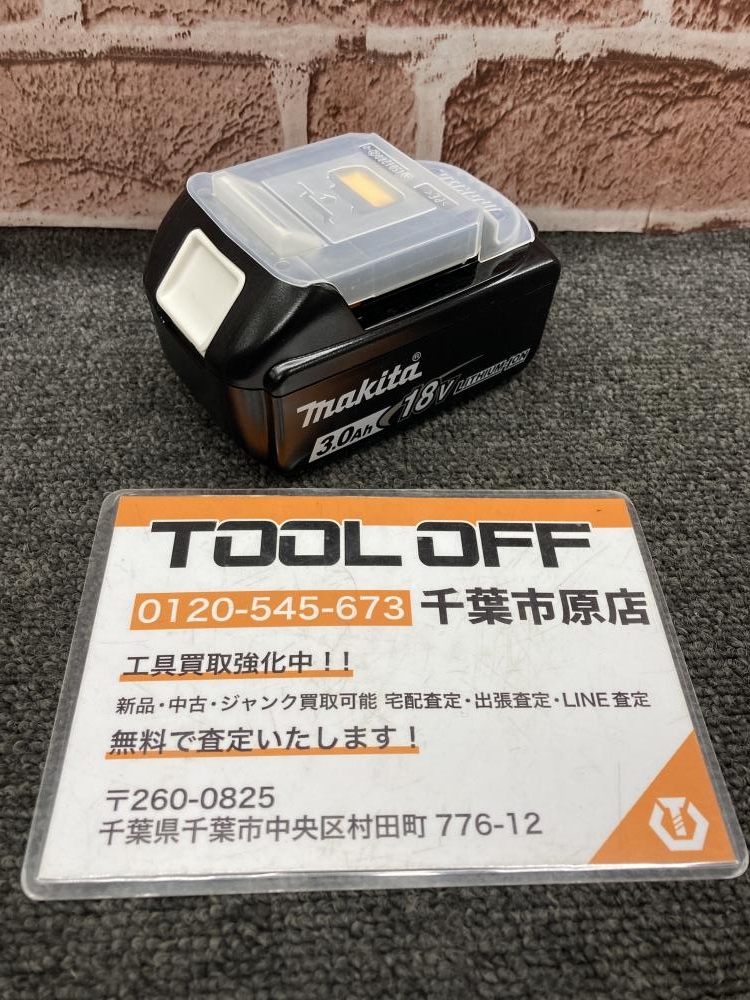 makita®
18V LITHIUM-ION
3.0Ah
TOOL OFF
0120-545-673 千葉市原店
工具買取強化中！！
新品・中古・ジャンク買取可能 宅配査定・出張査定・LINE査定
無料で査定いたします！
〒260-0825
千葉県千葉市中央区村田町 776-12